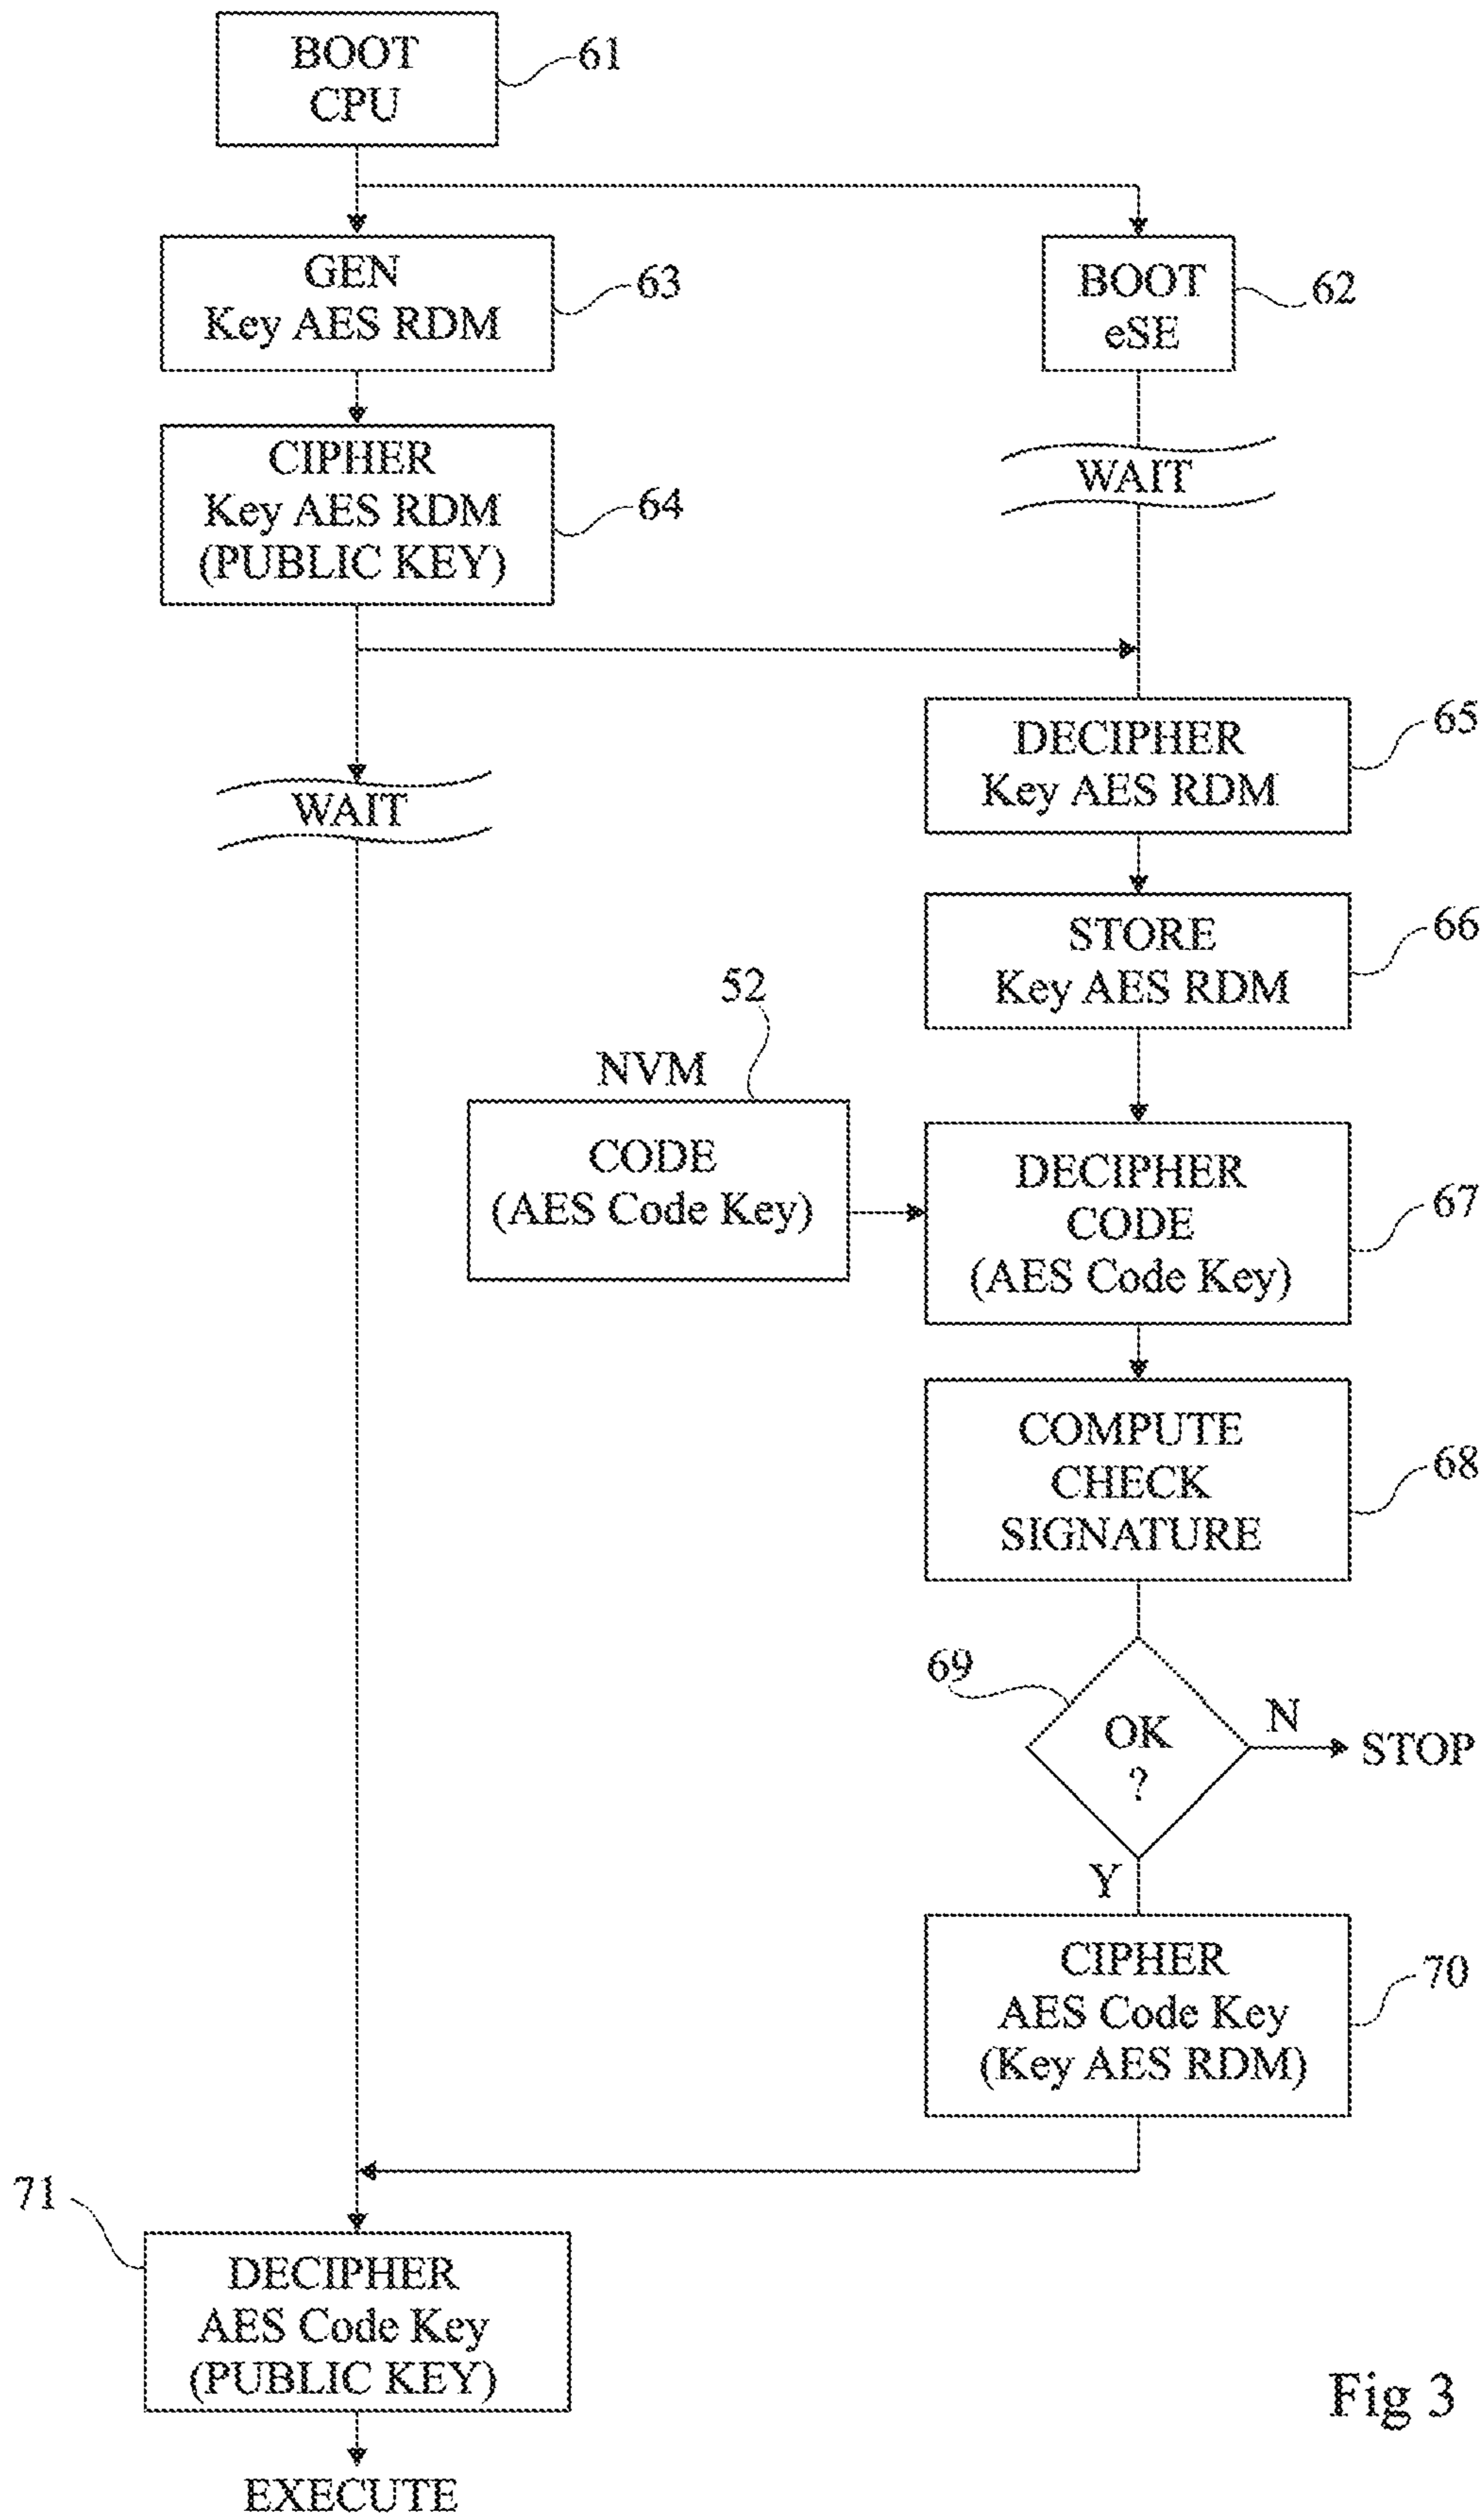 BOOT
CPU
61
GEN
Key AES RDM
63
BOOT
eSE
62
CIPHER
Key AES RDM
(PUBLIC KEY)
64
WAIT
DECIPHER
Key AES RDM
65
WAIT
STORE
Key AES RDM
66
52
NVM
CODE
(AES Code Key)
DECIPHER
CODE
(AES Code Key)
67
COMPUTE
CHECK
SIGNATURE
68
69
OK
?
N
STOP
Y
CIPHER
AES Code Key
(Key AES RDM)
70
71
DECIPHER
AES Code Key
(PUBLIC KEY)
EXECUTE
Fig 3